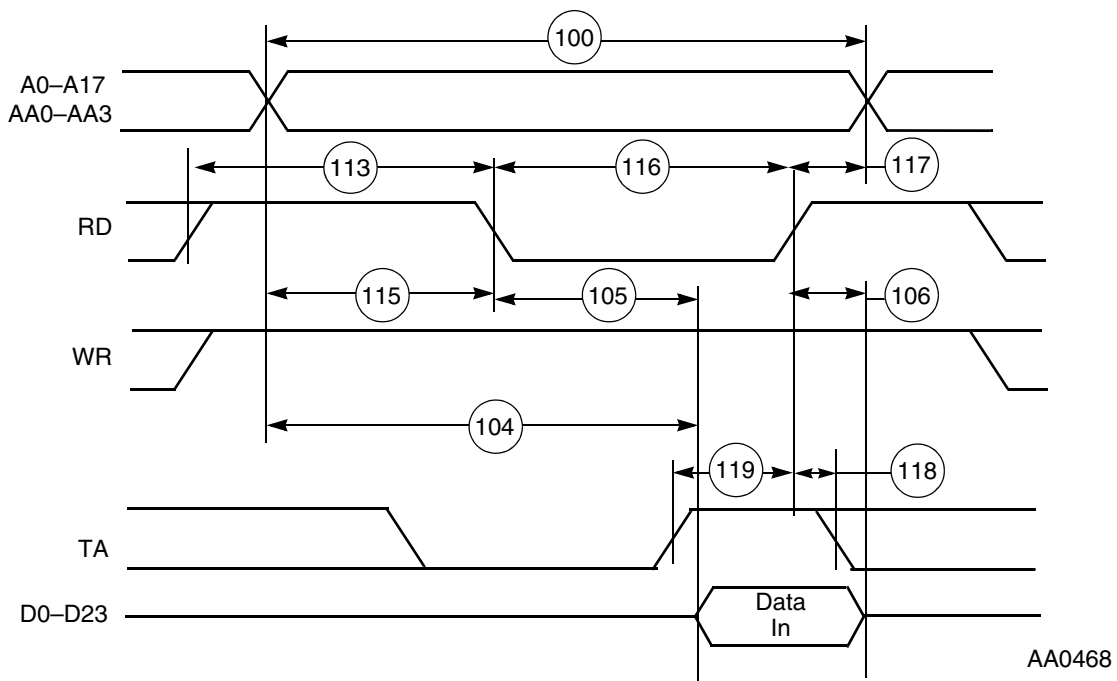 100
A0–A17
AA0–AA3
113
116
117
RD
115
105
106
WR
104
119
118
TA
D0–D23
Data
In
AA0468